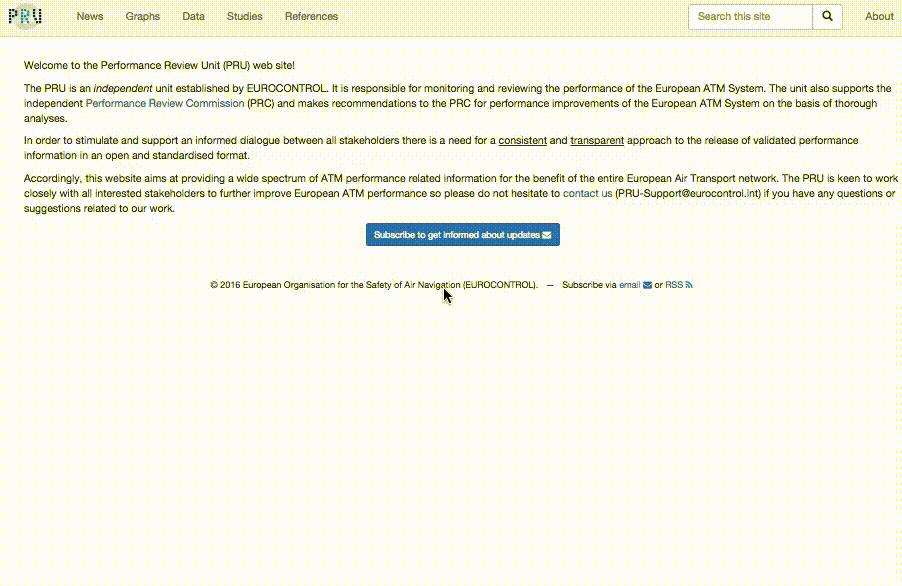 PRU News Graphs Data Studies References Search this site About
Welcome to the Performance Review Unit (PRU) web site!
The PRU is an independent unit established by EUROCONTROL. It is responsible for monitoring and reviewing the performance of the European ATM System. The unit also supports the
independent Performance Review Commission (PRC) and makes recommendations to the PRC for performance improvements of the European ATM System on the basis of thorough
analyses.
In order to stimulate and support an informed dialogue between all stakeholders there is a need for a consistent and transparent approach to the release of validated performance
information in an open and standardised format.
Accordingly, this website aims at providing a wide spectrum of ATM performance related information for the benefit of the entire European Air Transport network. The PRU is keen to work
closely with all interested stakeholders to further improve European ATM performance so please do not hesitate to contact us (PRU-Support@eurocontrol.int) if you have any questions or
suggestions related to our work.
Subscribe to get informed about updates
© 2016 European Organisation for the Safety of Air Navigation (EUROCONTROL). — Subscribe via email or RSS